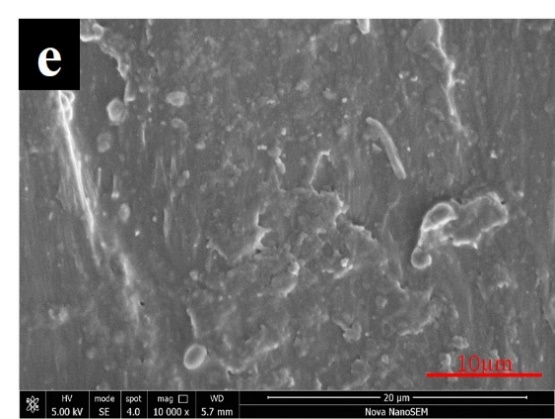 e
10μm
HV mode spot mag □ WD 20 μm
5.00 kV SE 4.0 10 000 x 5.7 mm Nova NanoSEM